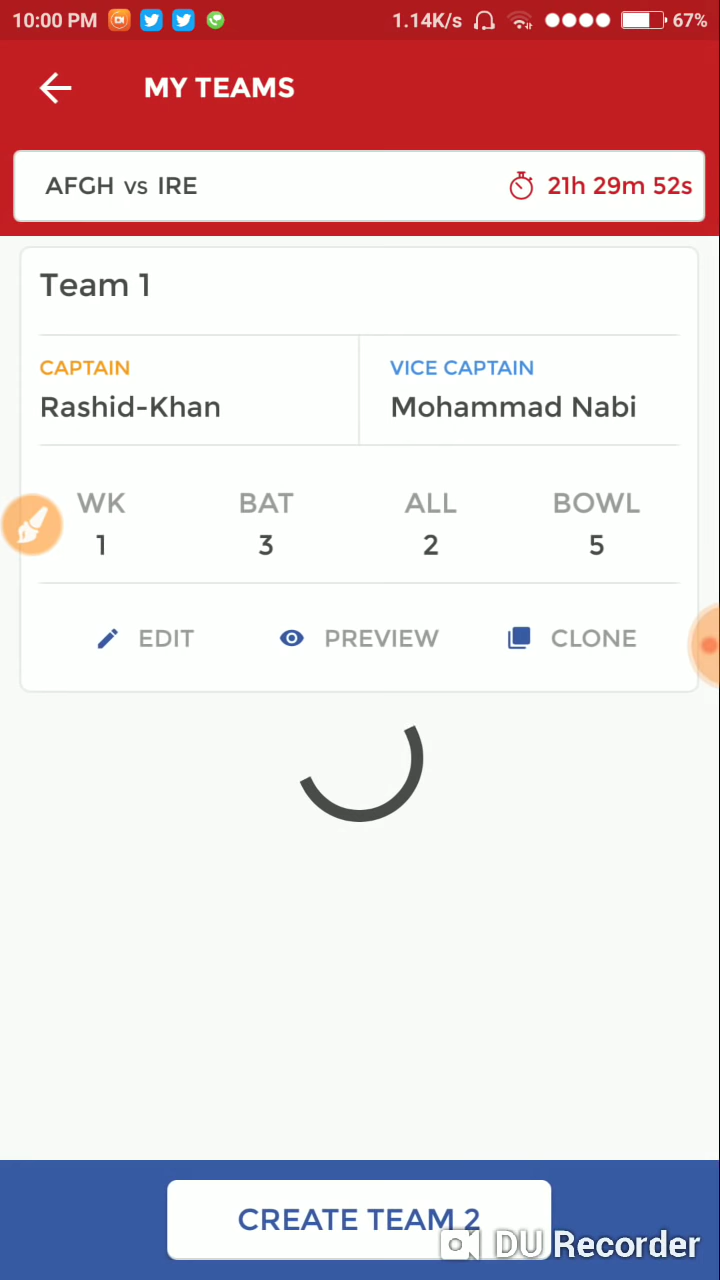 10:00 PM 1.14K/s 67%
MY TEAMS
AFGH vs IRE 21h 29m 52s
Team 1
CAPTAIN VICE CAPTAIN
Rashid-Khan Mohammad Nabi
WK BAT ALL BOWL
1 3 2 5
EDIT PREVIEW CLONE
CREATE TEAM 2
DU Recorder